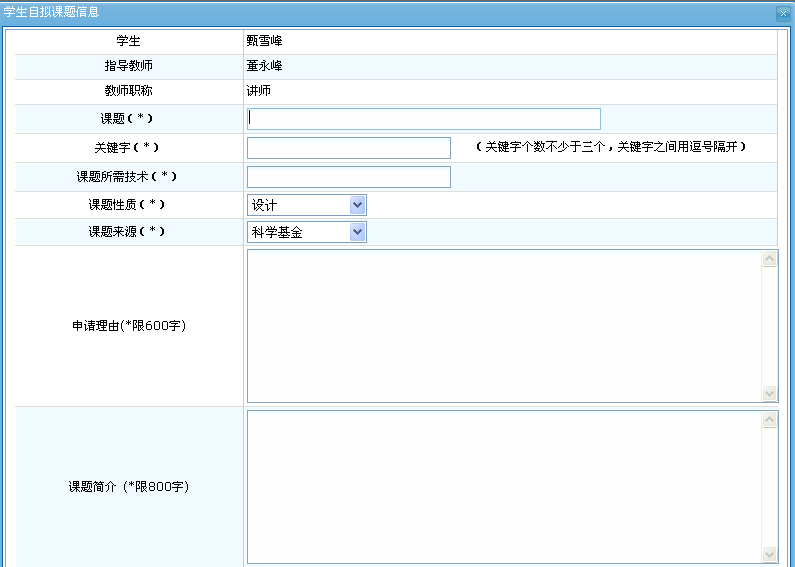 学生自拟课题信息
学生 甄雪峰
指导教师 董永峰
教师职称 讲师
课题(*)
关键字(*) (关键字个数不少于三个,关键字之间用逗号隔开)
课题所需技术(*)
课题性质(*) 设计
课题来源(*) 科学基金
申请理由(*限600字)
课题简介 (*限800字)